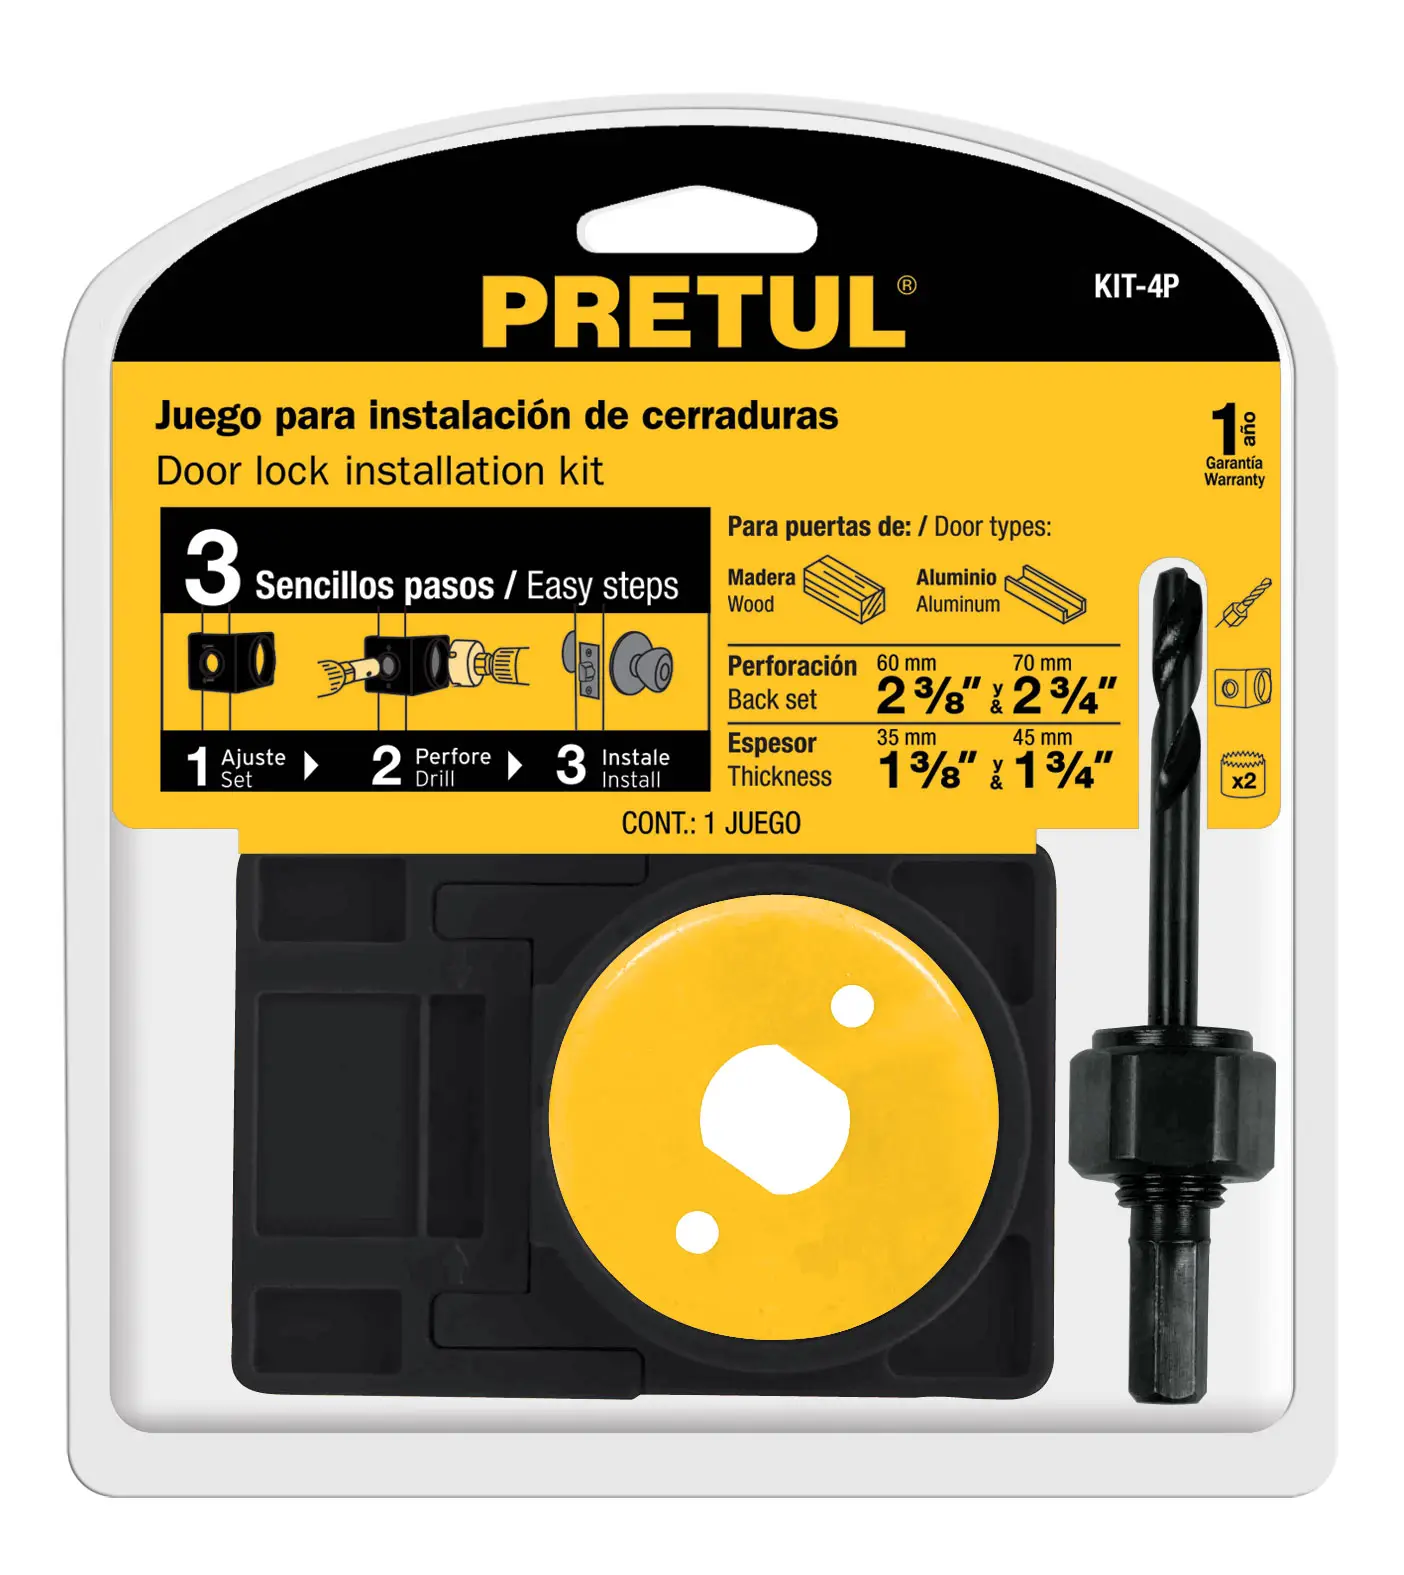 PRETUL®
KIT-4P
Juego para instalación de cerraduras
Door lock installation kit
1 año
Garantía
Warranty
3 Sencillos pasos / Easy steps
1 Ajuste
Set
2 Perfore
Drill
3 Instale
Install
Para puertas de: / Door types:
Madera
Wood
Aluminio
Aluminum
Perforación
Back set
60 mm
2 3/8" y & 2 3/4"
70 mm
Espesor
Thickness
35 mm
1 3/8" y & 1 3/4"
45 mm
x2
CONT.: 1 JUEGO